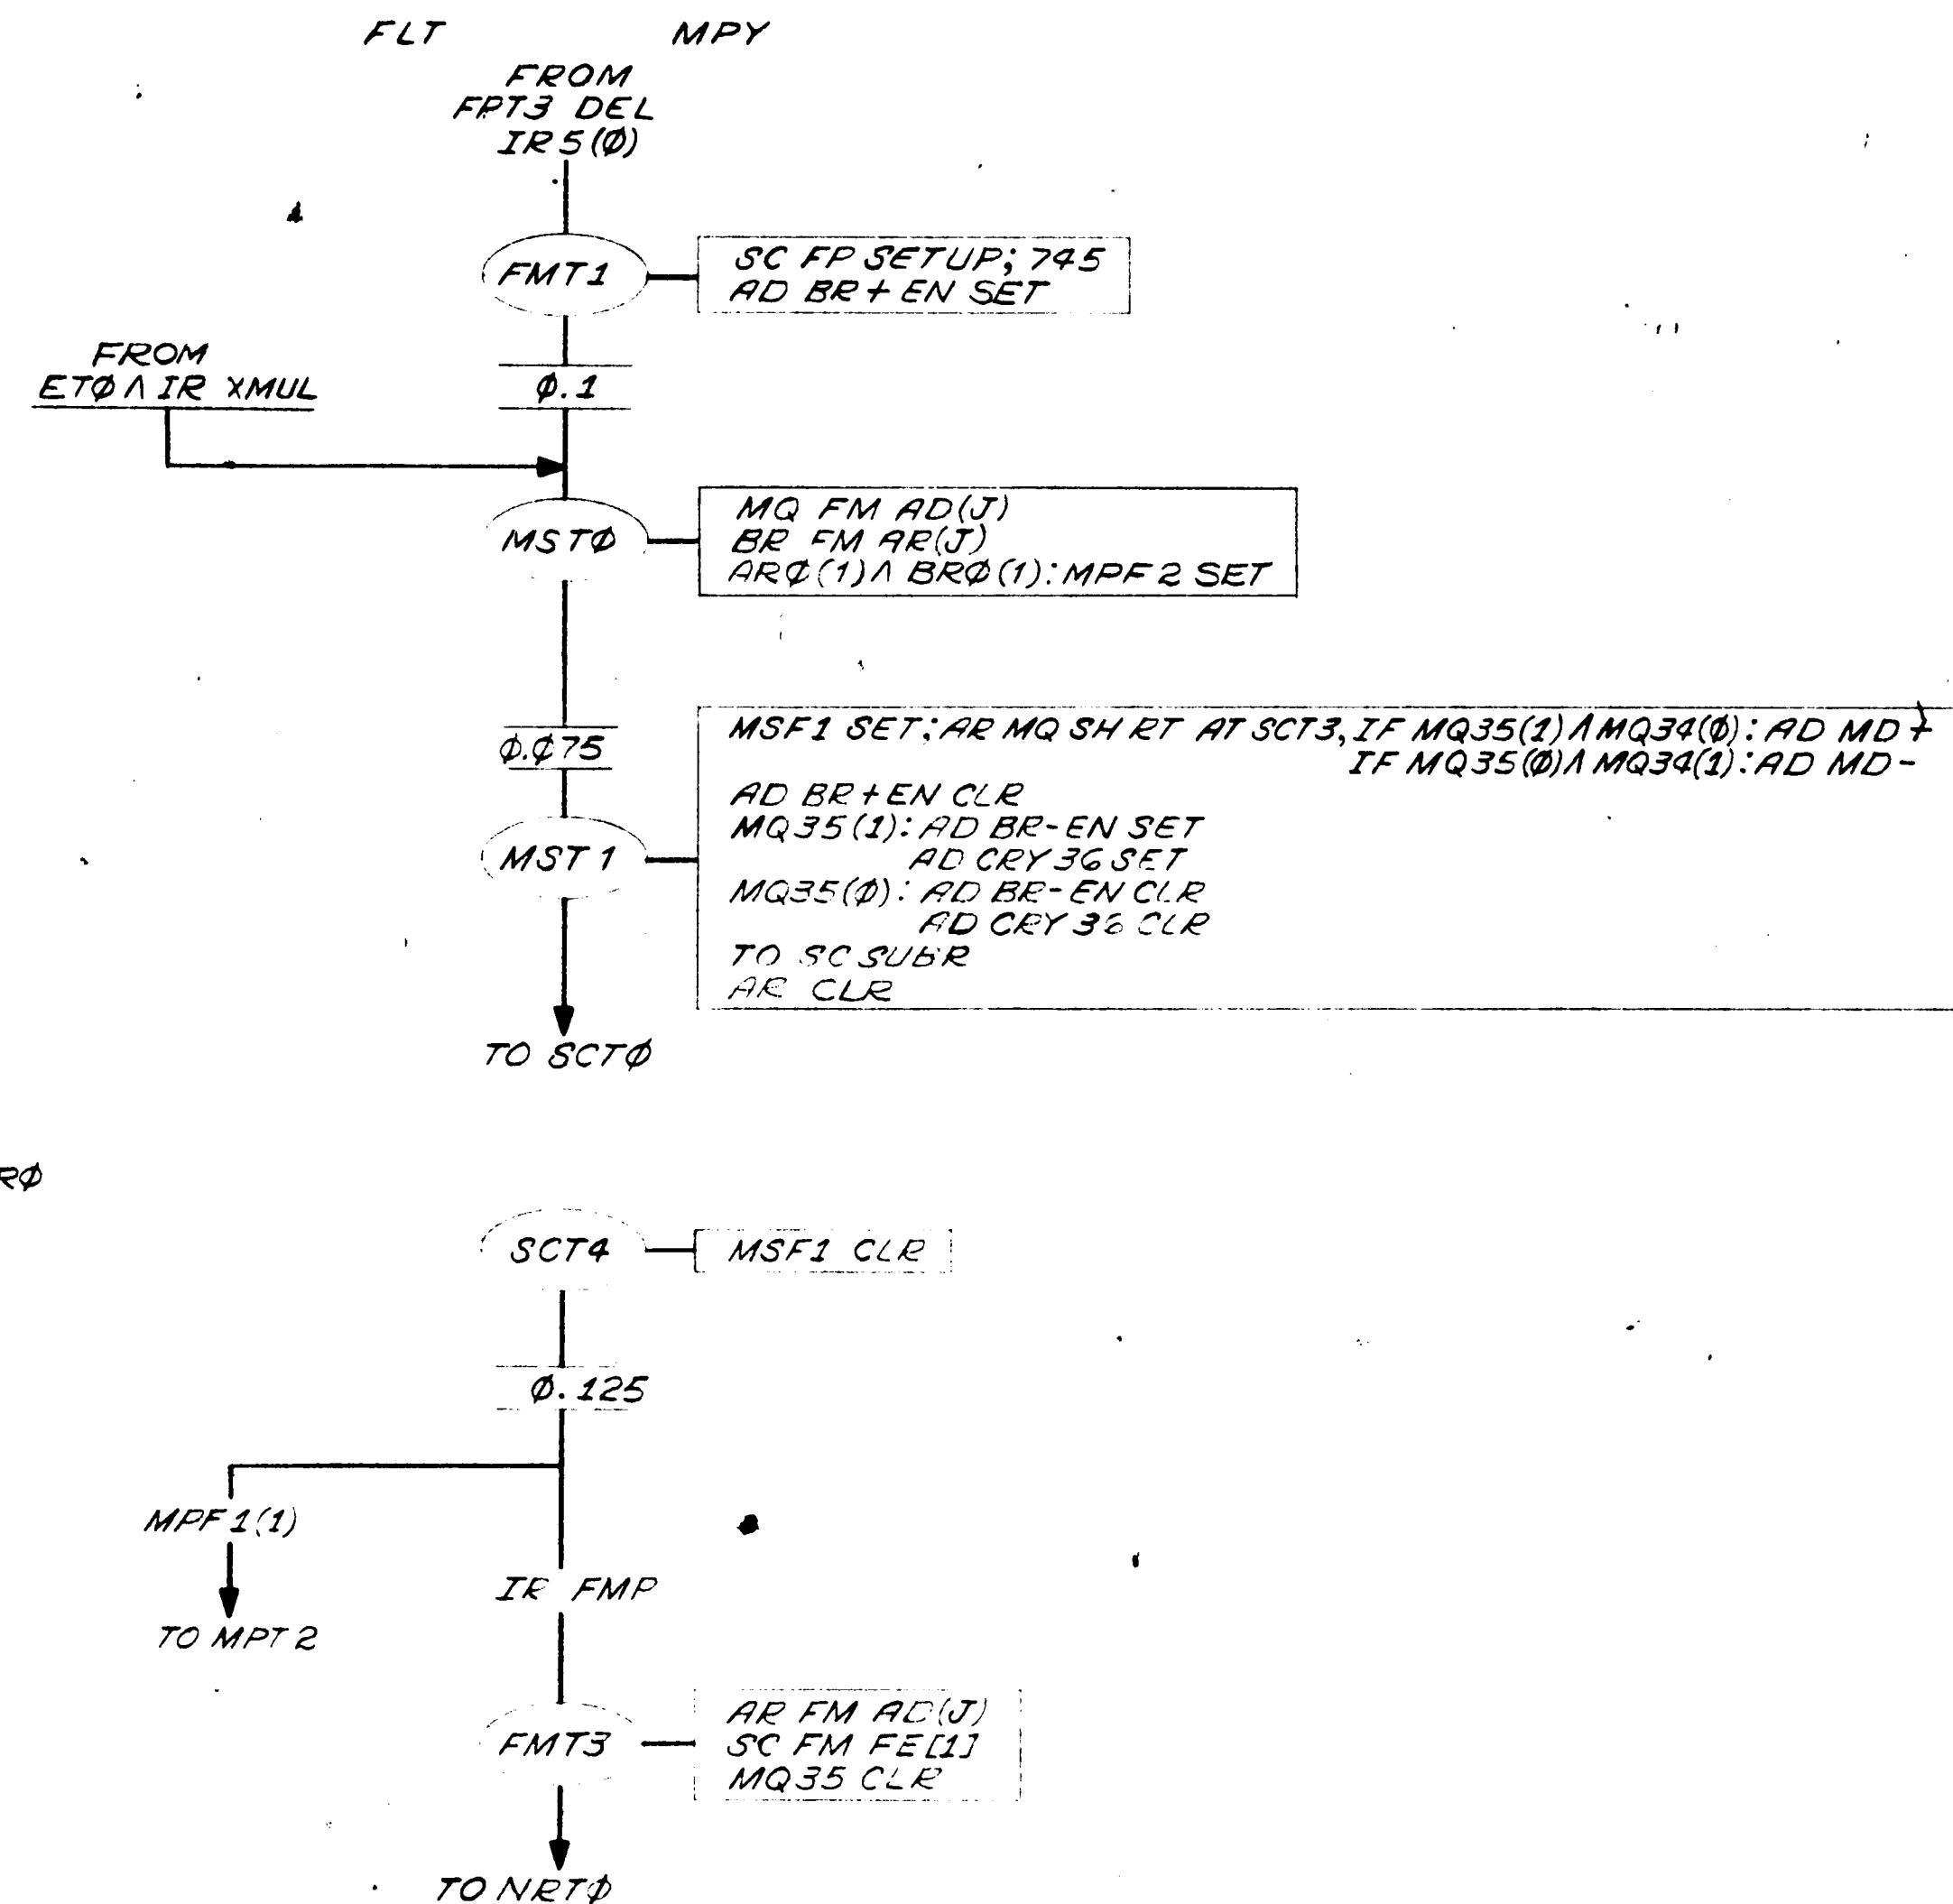 FLT MPY
FROM
FPT3 DEL
IR5(Ø)
FMT1
SC FP SETUP; 745
AD BR+ EN SET
Ø.1
FROM
ETØ Λ IR XMUL
MSTØ
MQ FM AD(J)
BR FM AR(J)
ARØ(1) Λ BRØ(1): MPF2 SET
Ø.Ø75
MST1
MSF1 SET; AR MQ SH RT AT SCT3, IF MQ35(1) Λ MQ34(Ø): AD MD +
IF MQ35(Ø) Λ MQ34(1): AD MD -
AD BR+EN CLR
MQ35(1): AD BR-EN SET
AD CRY 36 SET
MQ35(Ø): AD BR-EN CLR
AD CRY 36 CLR
TO SC SUBR
AR CLR
TO SCTØ
RØ
SCT4
MSF1 CLR
Ø.125
MPF1(1)
TO MPT2
IR FMP
FMT3
AR FM AD(J)
SC FM FE[1]
MQ35 CLR
TO NRTØ